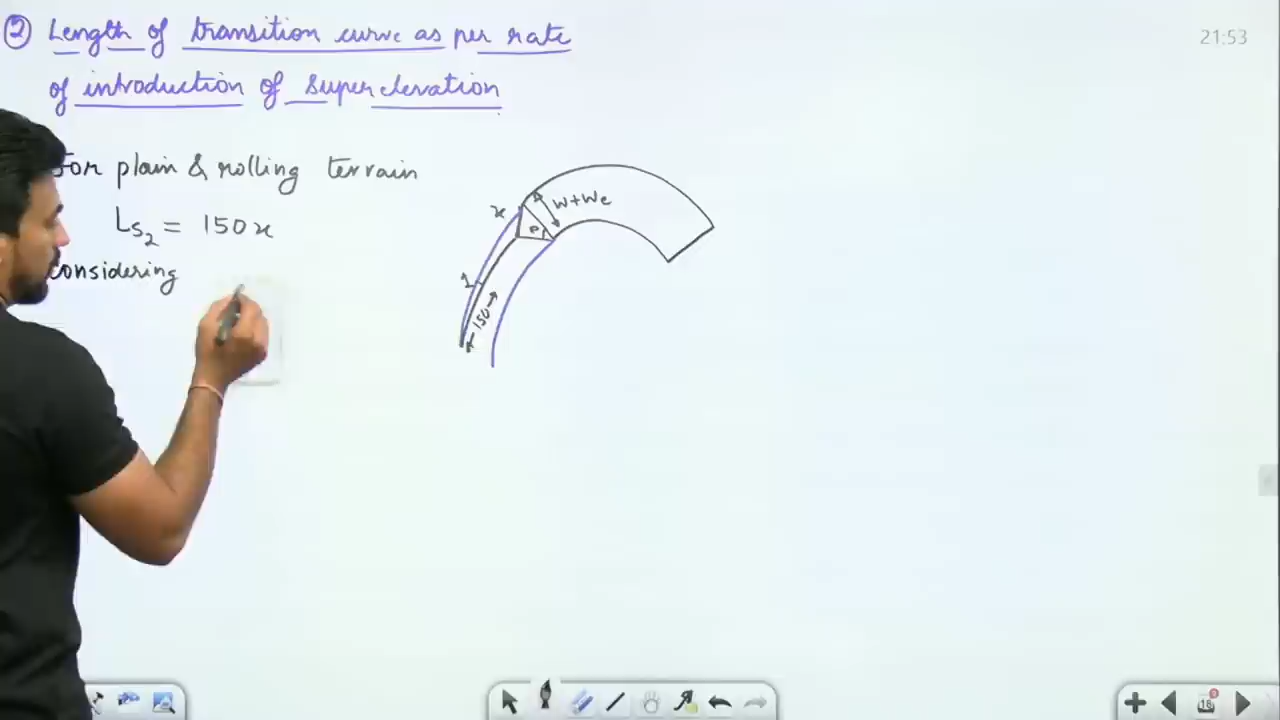 ② Length of transition curve as per rate
of introduction of superelevation
21:53
For plain & rolling terrain
Ls₂ = 150x
considering
x
W+We
e
1
150
18